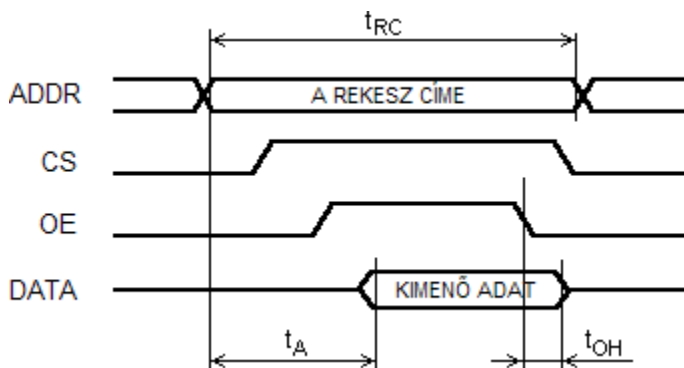 tRC
ADDR
A REKESZ CÍME
CS
OE
DATA
KIMENŐ ADAT
tA
tOH